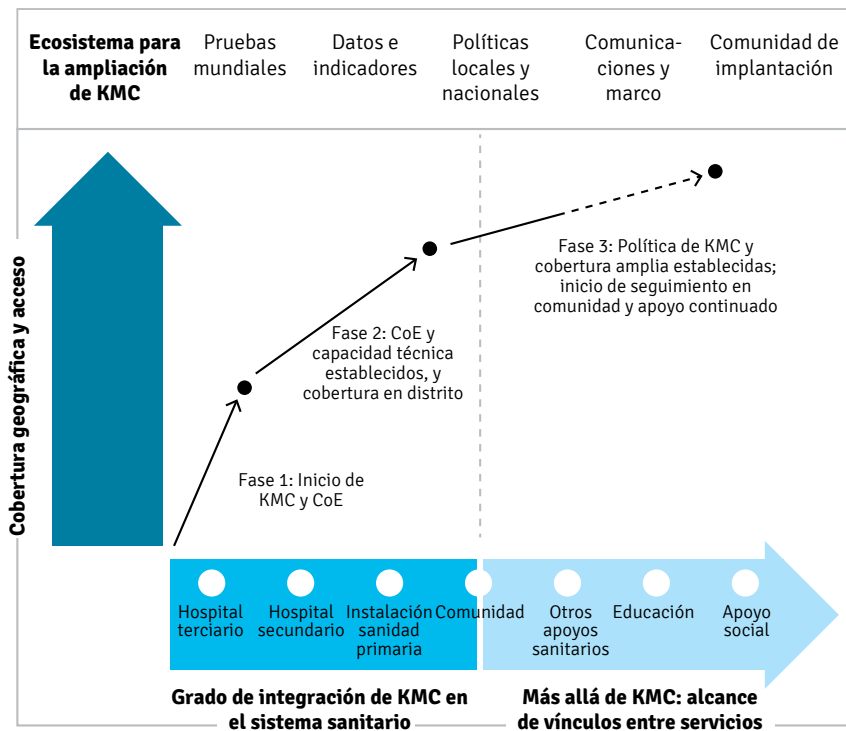 Ecosistema para
la ampliación
de KMC
Pruebas
mundiales
Datos e
indicadores
Políticas
locales y
nacionales
Comunica-
ciones y
marco
Comunidad de
implantación
Cobertura geográfica y acceso
Fase 3: Política de KMC y
cobertura amplia establecidas;
inicio de seguimiento en
comunidad y apoyo continuado
Fase 2: CoE y
capacidad técnica
establecidos, y
cobertura en distrito
Fase 1: Inicio de
KMC y CoE
Hospital
terciario
Hospital
secundario
Instalación
sanidad
primaria
Comunidad
Otros
apoyos
sanitarios
Educación
Apoyo
social
Grado de integración de KMC en
el sistema sanitario
Más allá de KMC: alcance
de vínculos entre servicios